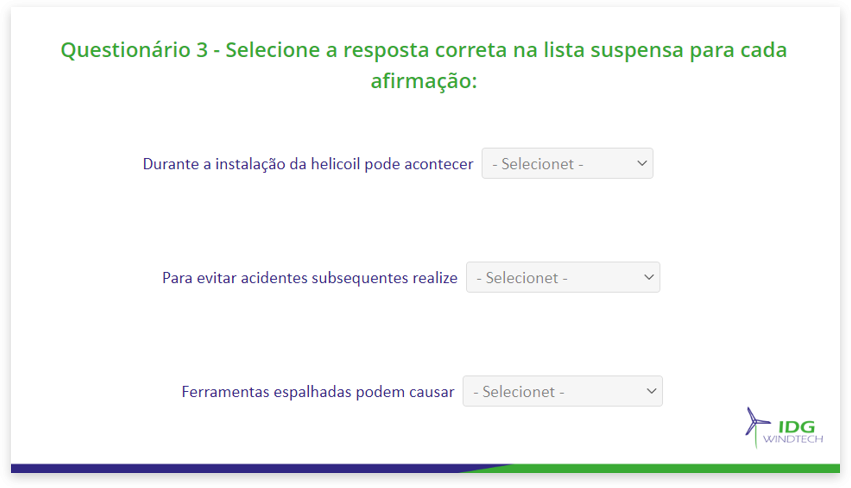 Questionário 3 - Selecione a resposta correta na lista suspensa para cada
afirmação:
Durante a instalação da helicoil pode acontecer - Selecionet -
Para evitar acidentes subsequentes realize - Selecionet -
Ferramentas espalhadas podem causar - Selecionet -
IDG
WINDTECH